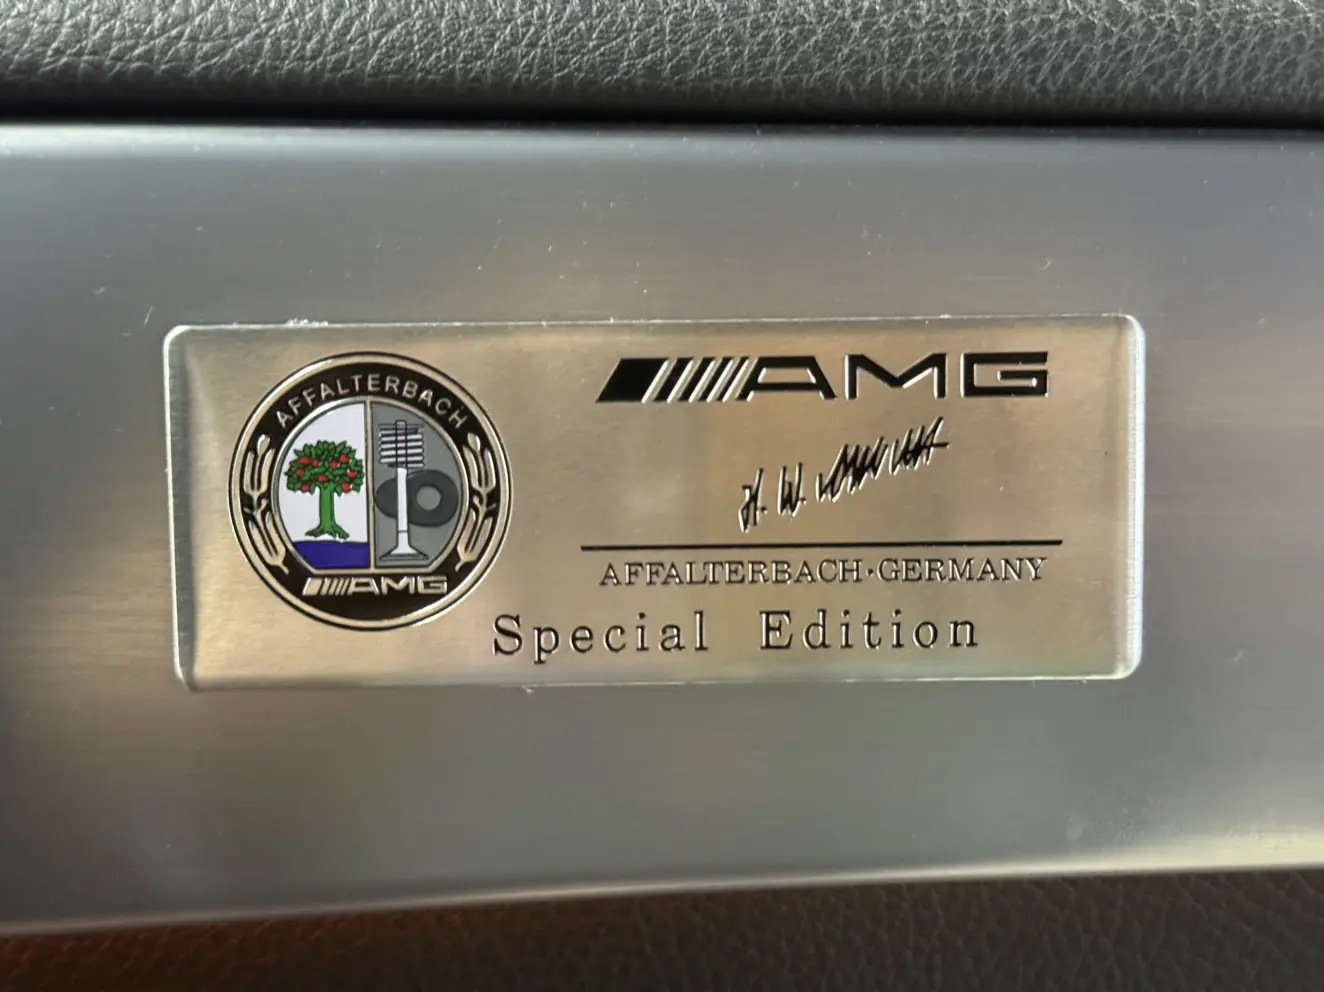 AFFALTERBACH
AMG
AMG
H. W.
AFFALTERBACH·GERMANY
Special Edition